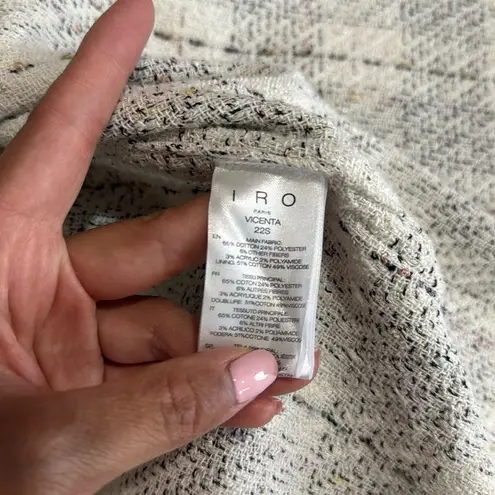 IRO
PARIS
VICENTA
22S
EN
MAIN FABRIC:
65% COTTON 24% POLYESTER
6% OTHER FIBERS
3% ACRYLIC 2% POLYAMIDE
LINING: 51% COTTON 49% VISCOSE
FR
TISSU PRINCIPAL:
65% COTON 24% POLYESTER
6% AUTRES FIBRES
3% ACRYLIQUE 2% POLYAMIDE
DOUBLURE: 51% COTON 49% VISCOSE
IT
TESSUTO PRINCIPALE:
65% COTONE 24% POLIESTERE
6% ALTRI FIBRE
3% ACRILICO 2% POLIAMMIDE
FODERA: 51% COTONE 49% VISCOSE